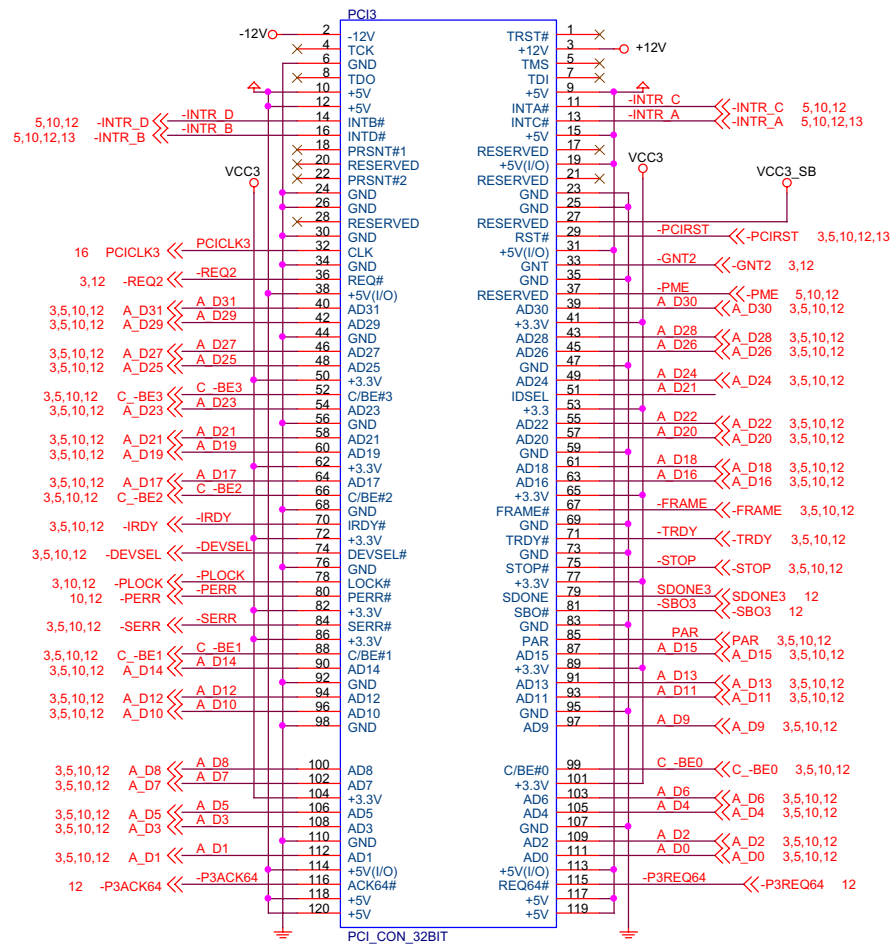 PCI3
-12V 2 -12V TRST# 1
4 TCK +12V 3 +12V
6 GND TMS 5
8 TDO TDI 7
10 +5V +5V 9
12 +5V INTA# 11 -INTR_C -INTR_C 5,10,12
5,10,12 -INTR_D -INTR_D 14 INTB# INTC# 13 -INTR_A -INTR_A 5,10,12,13
5,10,12,13 -INTR_B -INTR_B 16 INTD# +5V 15
18 PRSNT#1 RESERVED 17
20 RESERVED +5V(I/O) 19
22 PRSNT#2 RESERVED 21
VCC3 VCC3 VCC3_SB
24 GND GND 23
26 GND GND 25
28 RESERVED RESERVED 27
30 GND RST# 29 -PCIRST -PCIRST 3,5,10,12,13
16 PCICLK3 PCICLK3 32 CLK +5V(I/O) 31
34 GND GNT 33 -GNT2 -GNT2 3,12
3,12 -REQ2 -REQ2 36 REQ# GND 35
38 +5V(I/O) RESERVED 37 -PME -PME 5,10,12
3,5,10,12 A_D31 A_D31 40 AD31 AD30 39 A_D30 A_D30 3,5,10,12
3,5,10,12 A_D29 A_D29 42 AD29 +3.3V 41
44 GND AD28 43 A_D28 A_D28 3,5,10,12
3,5,10,12 A_D27 A_D27 46 AD27 AD26 45 A_D26 A_D26 3,5,10,12
3,5,10,12 A_D25 A_D25 48 AD25 GND 47
50 +3.3V AD24 49 A_D24 A_D24 3,5,10,12
3,5,10,12 C_-BE3 C_-BE3 52 C/BE#3 IDSEL 51 A_D21
3,5,10,12 A_D23 A_D23 54 AD23 +3.3 53
56 GND AD22 55 A_D22 A_D22 3,5,10,12
3,5,10,12 A_D21 A_D21 58 AD21 AD20 57 A_D20 A_D20 3,5,10,12
3,5,10,12 A_D19 A_D19 60 AD19 GND 59
62 +3.3V AD18 61 A_D18 A_D18 3,5,10,12
3,5,10,12 A_D17 A_D17 64 AD17 AD16 63 A_D16 A_D16 3,5,10,12
3,5,10,12 C_-BE2 C_-BE2 66 C/BE#2 +3.3V 65
68 GND FRAME# 67 -FRAME -FRAME 3,5,10,12
3,5,10,12 -IRDY -IRDY 70 IRDY# GND 69
72 +3.3V TRDY# 71 -TRDY -TRDY 3,5,10,12
3,5,10,12 -DEVSEL -DEVSEL 74 DEVSEL# GND 73
76 GND STOP# 75 -STOP -STOP 3,5,10,12
3,10,12 -PLOCK -PLOCK 78 LOCK# +3.3V 77
10,12 -PERR -PERR 80 PERR# SDONE 79 SDONE3 SDONE3 12
82 +3.3V SBO# 81 -SBO3 -SBO3 12
3,5,10,12 -SERR -SERR 84 SERR# GND 83
86 +3.3V PAR 85 PAR PAR 3,5,10,12
3,5,10,12 C_-BE1 C_-BE1 88 C/BE#1 AD15 87 A_D15 A_D15 3,5,10,12
3,5,10,12 A_D14 A_D14 90 AD14 +3.3V 89
92 GND AD13 91 A_D13 A_D13 3,5,10,12
3,5,10,12 A_D12 A_D12 94 AD12 AD11 93 A_D11 A_D11 3,5,10,12
3,5,10,12 A_D10 A_D10 96 AD10 GND 95
98 GND AD9 97 A_D9 A_D9 3,5,10,12
3,5,10,12 A_D8 A_D8 100 AD8 C/BE#0 99 C_-BE0 C_-BE0 3,5,10,12
3,5,10,12 A_D7 A_D7 102 AD7 +3.3V 101
104 +3.3V AD6 103 A_D6 A_D6 3,5,10,12
3,5,10,12 A_D5 A_D5 106 AD5 AD4 105 A_D4 A_D4 3,5,10,12
3,5,10,12 A_D3 A_D3 108 AD3 GND 107
110 GND AD2 109 A_D2 A_D2 3,5,10,12
3,5,10,12 A_D1 A_D1 112 AD1 AD0 111 A_D0 A_D0 3,5,10,12
114 +5V(I/O) +5V(I/O) 113
12 -P3ACK64 -P3ACK64 116 ACK64# REQ64# 115 -P3REQ64 -P3REQ64 12
118 +5V +5V 117
120 +5V +5V 119
PCI_CON_32BIT